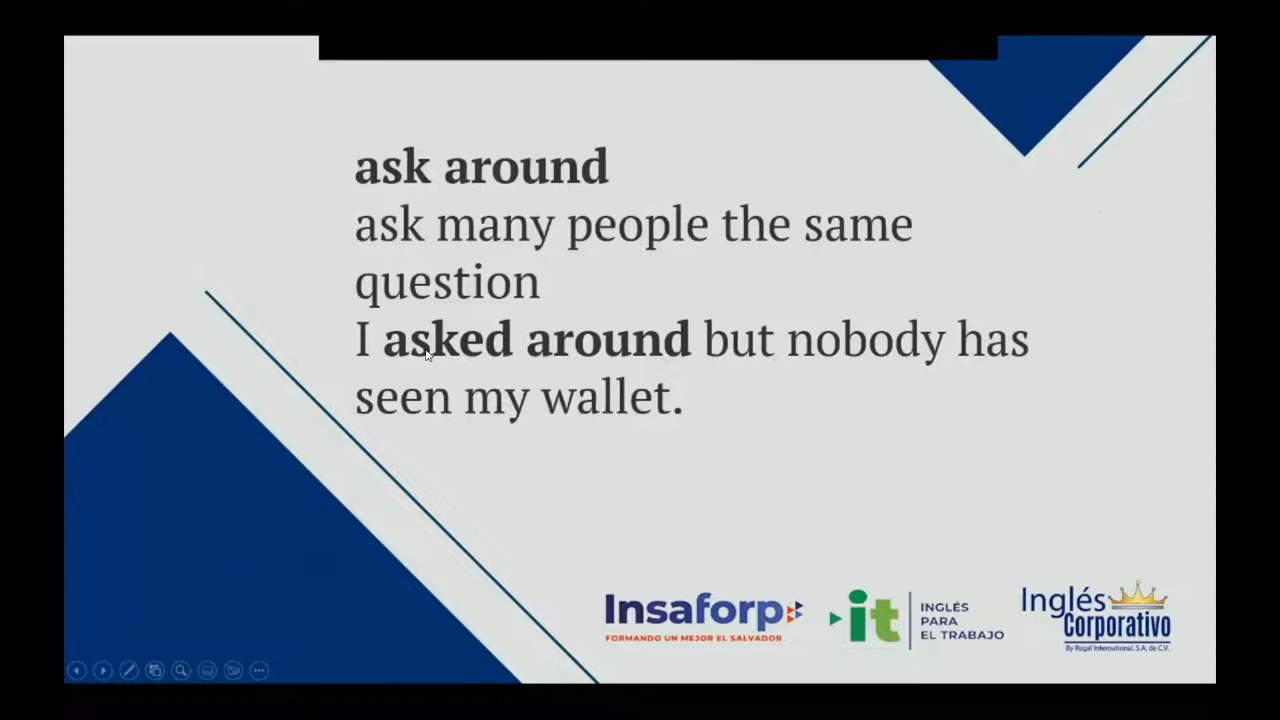 ask around
ask many people the same
question
I asked around but nobody has
seen my wallet.
Insaforp
FORMANDO UN MEJOR EL SALVADOR
it
INGLÉS
PARA
EL TRABAJO
Inglés
Corporativo
By Regal International, S.A. de C.V.